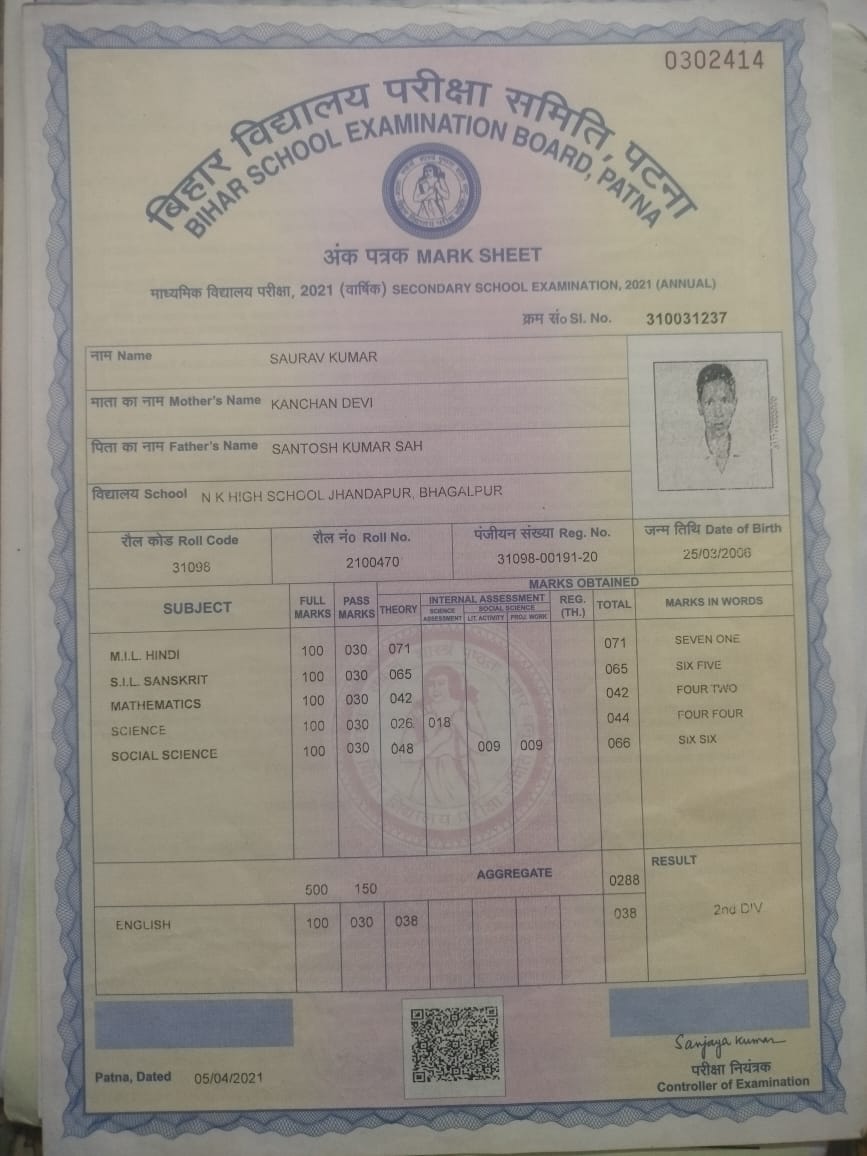 0302414
बिहार विद्यालय परीक्षा समिति, पटना
BIHAR SCHOOL EXAMINATION BOARD, PATNA
अंक पत्रक MARK SHEET
माध्यमिक विद्यालय परीक्षा, 2021 (वार्षिक) SECONDARY SCHOOL EXAMINATION, 2021 (ANNUAL)
क्रम सं० Sl. No. 310031237
नाम Name SAURAV KUMAR
माता का नाम Mother's Name KANCHAN DEVI
पिता का नाम Father's Name SANTOSH KUMAR SAH
विद्यालय School N K HIGH SCHOOL JHANDAPUR, BHAGALPUR
रौल कोड Roll Code रौल नं० Roll No. पंजीयन संख्या Reg. No. जन्म तिथि Date of Birth
31098 2100470 31098-00191-20 25/03/2006
MARKS OBTAINED
SUBJECT FULL MARKS PASS MARKS THEORY INTERNAL ASSESSMENT SCIENCE ASSESSMENT SOCIAL SCIENCE LIT. ACTIVITY PROJ. WORK REG. (TH.) TOTAL MARKS IN WORDS
M.I.L. HINDI 100 030 071 071 SEVEN ONE
S.I.L. SANSKRIT 100 030 065 065 SIX FIVE
MATHEMATICS 100 030 042 042 FOUR TWO
SCIENCE 100 030 026 018 044 FOUR FOUR
SOCIAL SCIENCE 100 030 048 009 009 066 SIX SIX
500 150 AGGREGATE 0288 RESULT
ENGLISH 100 030 038 038 2nd DIV
Sanjaya Kumar
परीक्षा नियंत्रक
Controller of Examination
Patna, Dated 05/04/2021